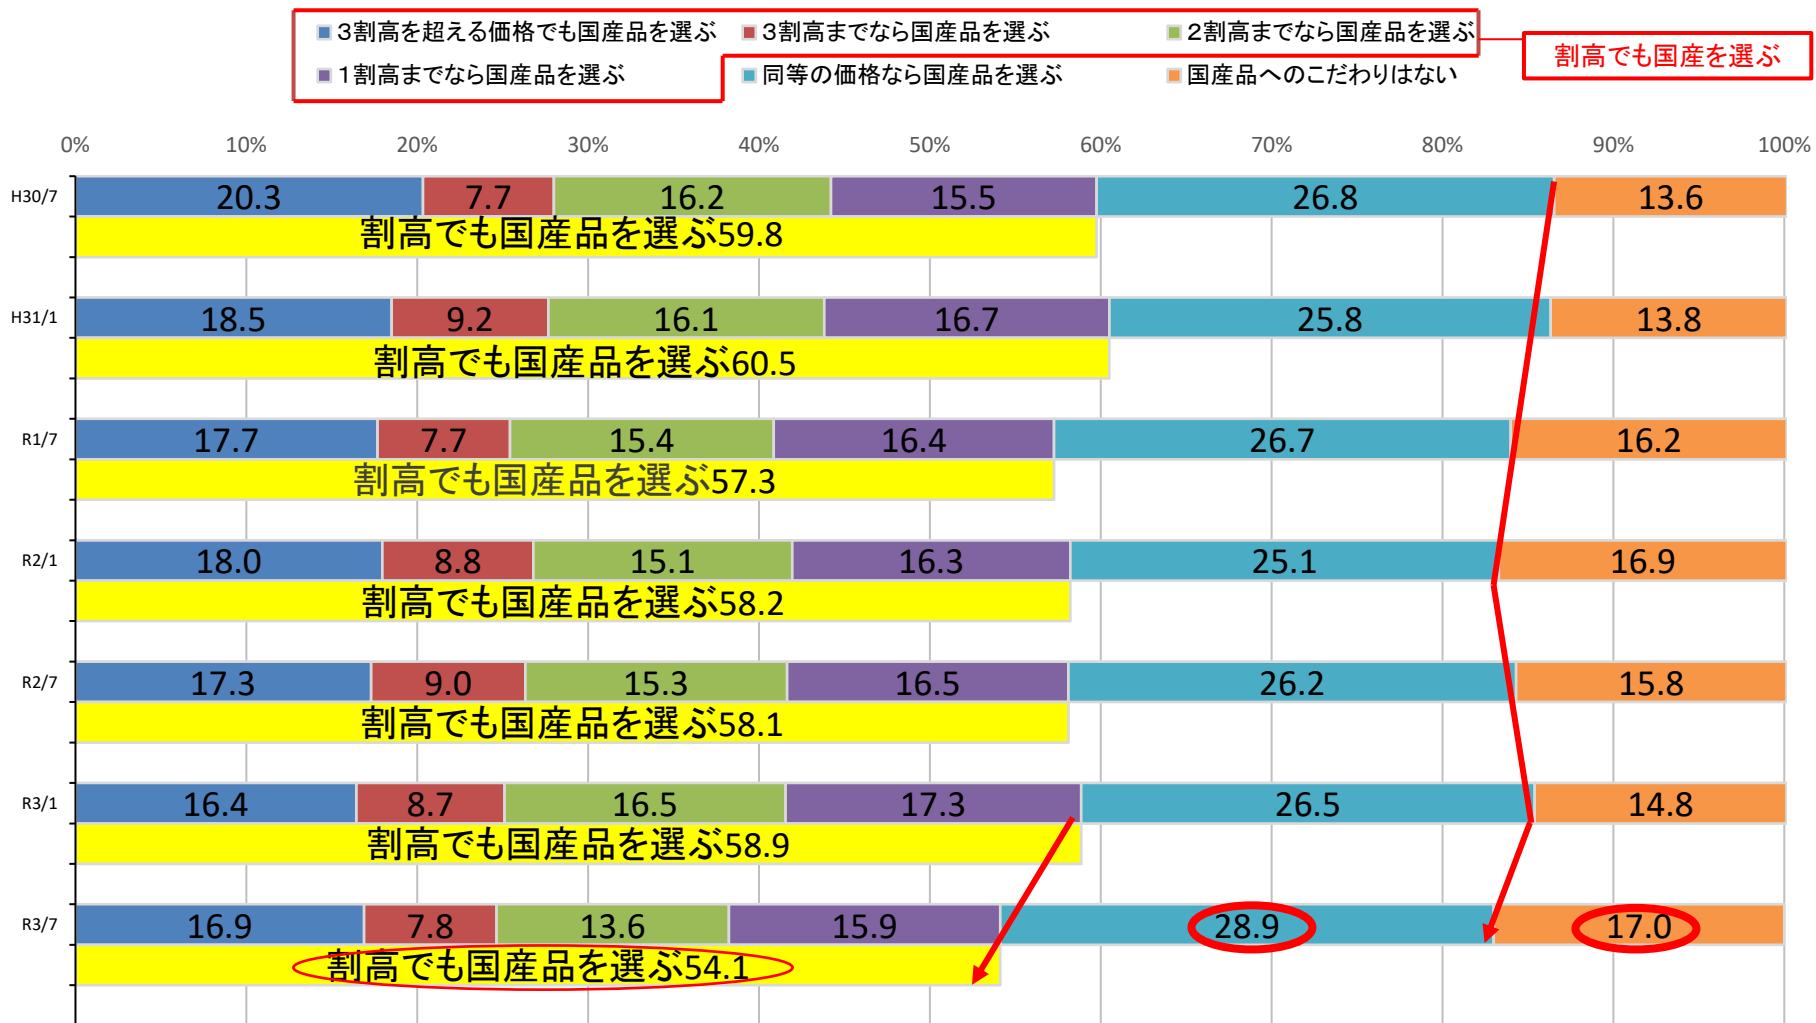 ３割高を超える価格でも国産品を選ぶ ３割高までなら国産品を選ぶ ２割高までなら国産品を選ぶ
１割高までなら国産品を選ぶ 同等の価格なら国産品を選ぶ 国産品へのこだわりはない
割高でも国産を選ぶ
0% 10% 20% 30% 40% 50% 60% 70% 80% 90% 100%
H30/7 20.3 7.7 16.2 15.5 26.8 13.6
割高でも国産品を選ぶ59.8
H31/1 18.5 9.2 16.1 16.7 25.8 13.8
割高でも国産品を選ぶ60.5
R1/7 17.7 7.7 15.4 16.4 26.7 16.2
割高でも国産品を選ぶ57.3
R2/1 18.0 8.8 15.1 16.3 25.1 16.9
割高でも国産品を選ぶ58.2
R2/7 17.3 9.0 15.3 16.5 26.2 15.8
割高でも国産品を選ぶ58.1
R3/1 16.4 8.7 16.5 17.3 26.5 14.8
割高でも国産品を選ぶ58.9
R3/7 16.9 7.8 13.6 15.9 28.9 17.0
割高でも国産品を選ぶ54.1